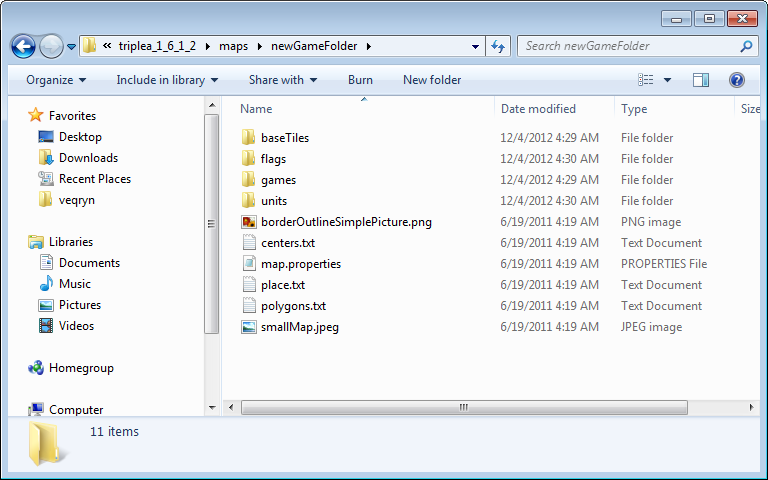 « triplea_1_6_1_2 maps newGameFolder Search newGameFolder
Organize Include in library Share with Burn New folder
Name Date modified Type Size
Favorites
Desktop
Downloads
Recent Places
veqryn
Libraries
Documents
Music
Pictures
Videos
Homegroup
Computer
baseTiles 12/4/2012 4:29 AM File folder
flags 12/4/2012 4:30 AM File folder
games 12/4/2012 4:29 AM File folder
units 12/4/2012 4:30 AM File folder
borderOutlineSimplePicture.png 6/19/2011 4:19 AM PNG image
centers.txt 6/19/2011 4:19 AM Text Document
map.properties 6/19/2011 4:19 AM PROPERTIES File
place.txt 6/19/2011 4:19 AM Text Document
polygons.txt 6/19/2011 4:19 AM Text Document
smallMap.jpeg 6/19/2011 4:19 AM JPEG image
11 items